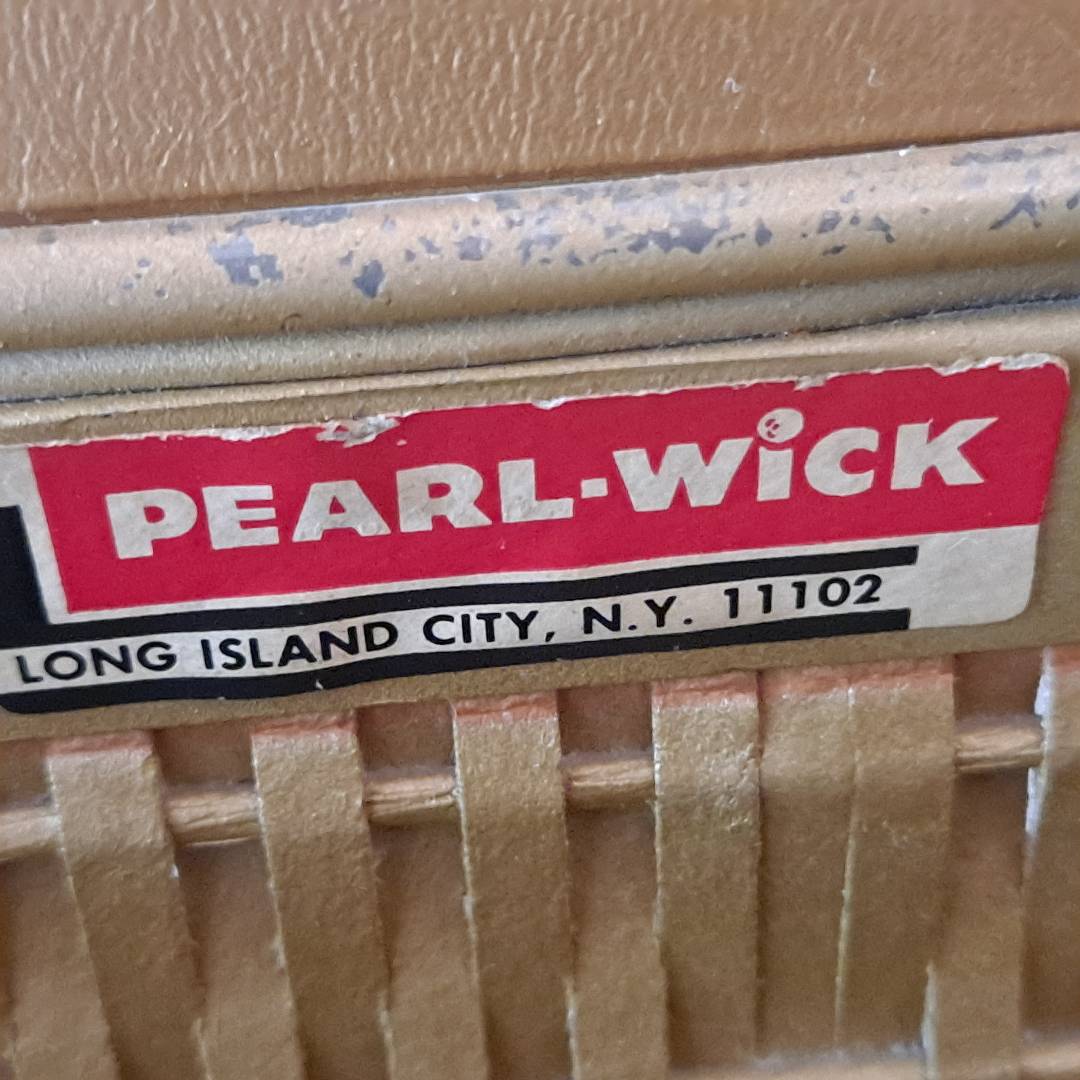 PEARL-WiCK
LONG ISLAND CITY, N.Y. 11102